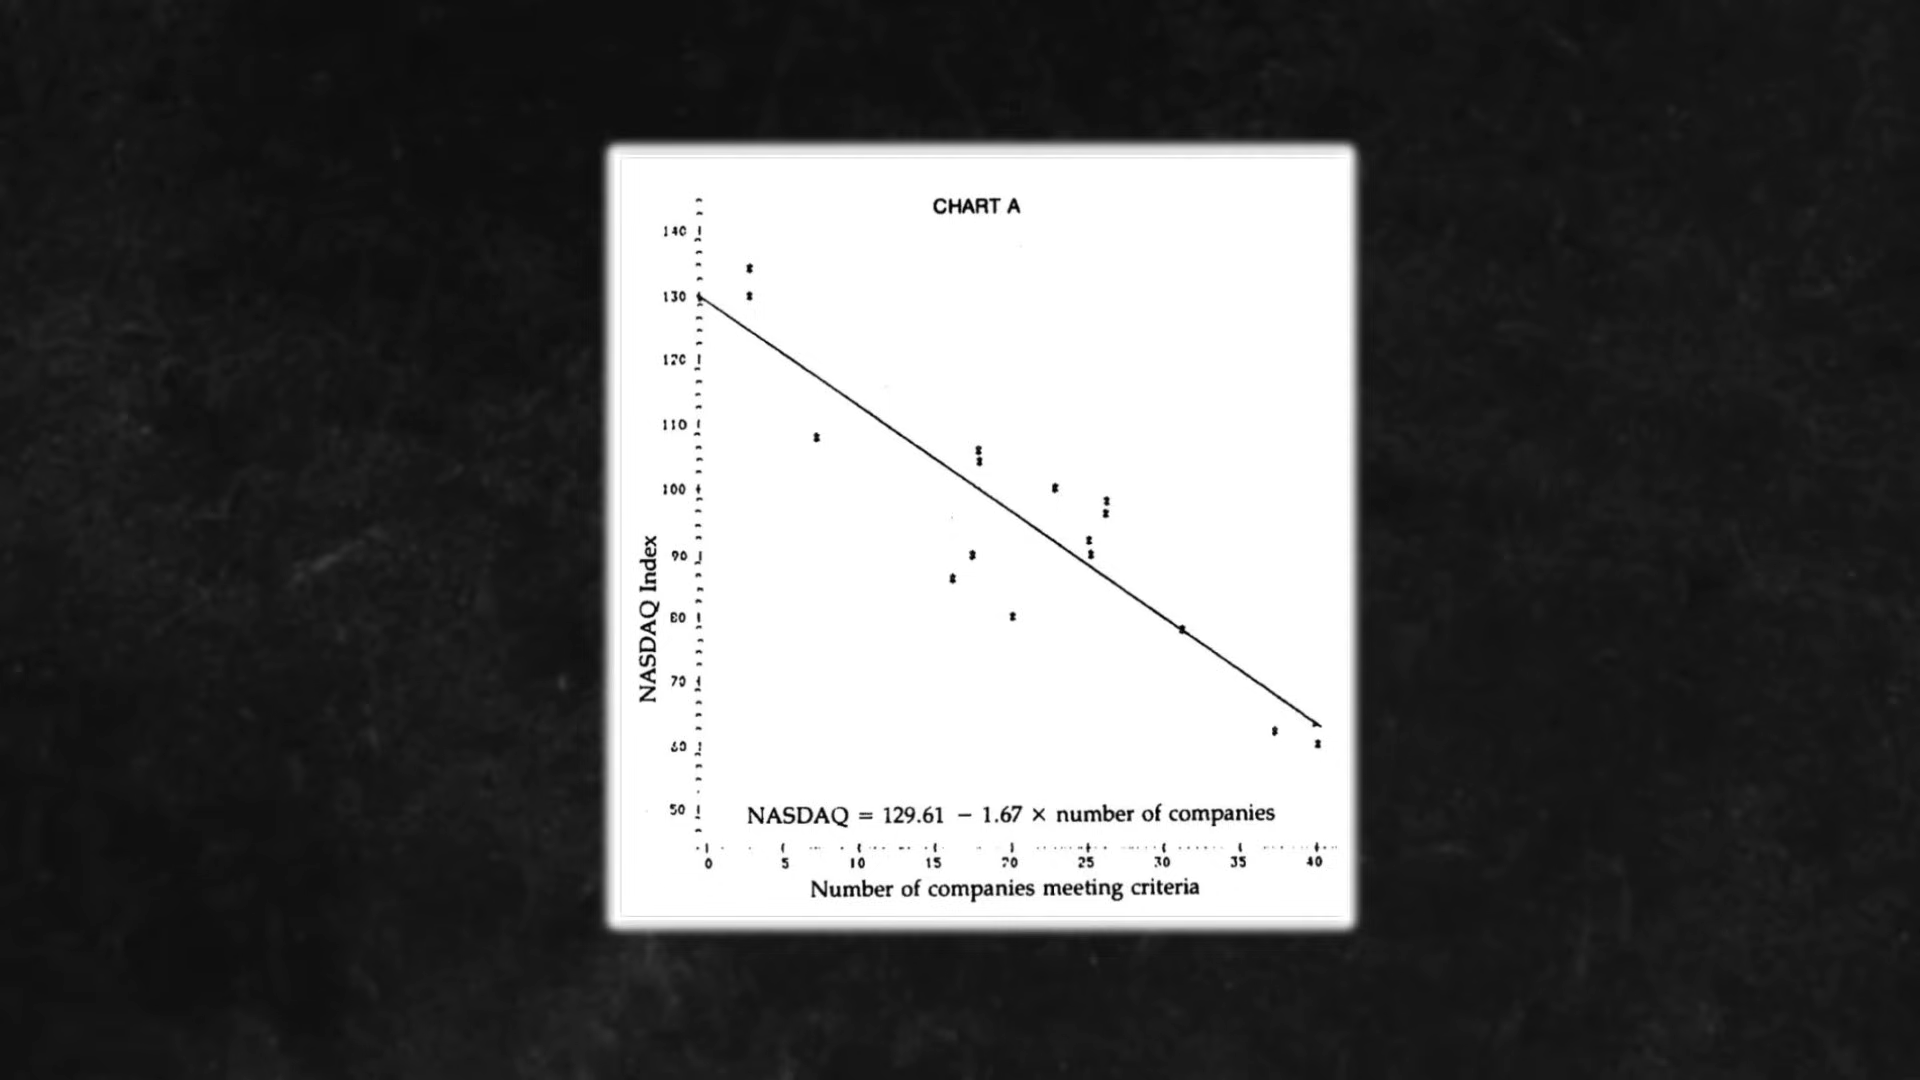 CHART A
140
130
120
110
100
90
80
70
60
50
NASDAQ Index
NASDAQ = 129.61 − 1.67 × number of companies
0 5 10 15 20 25 30 35 40
Number of companies meeting criteria